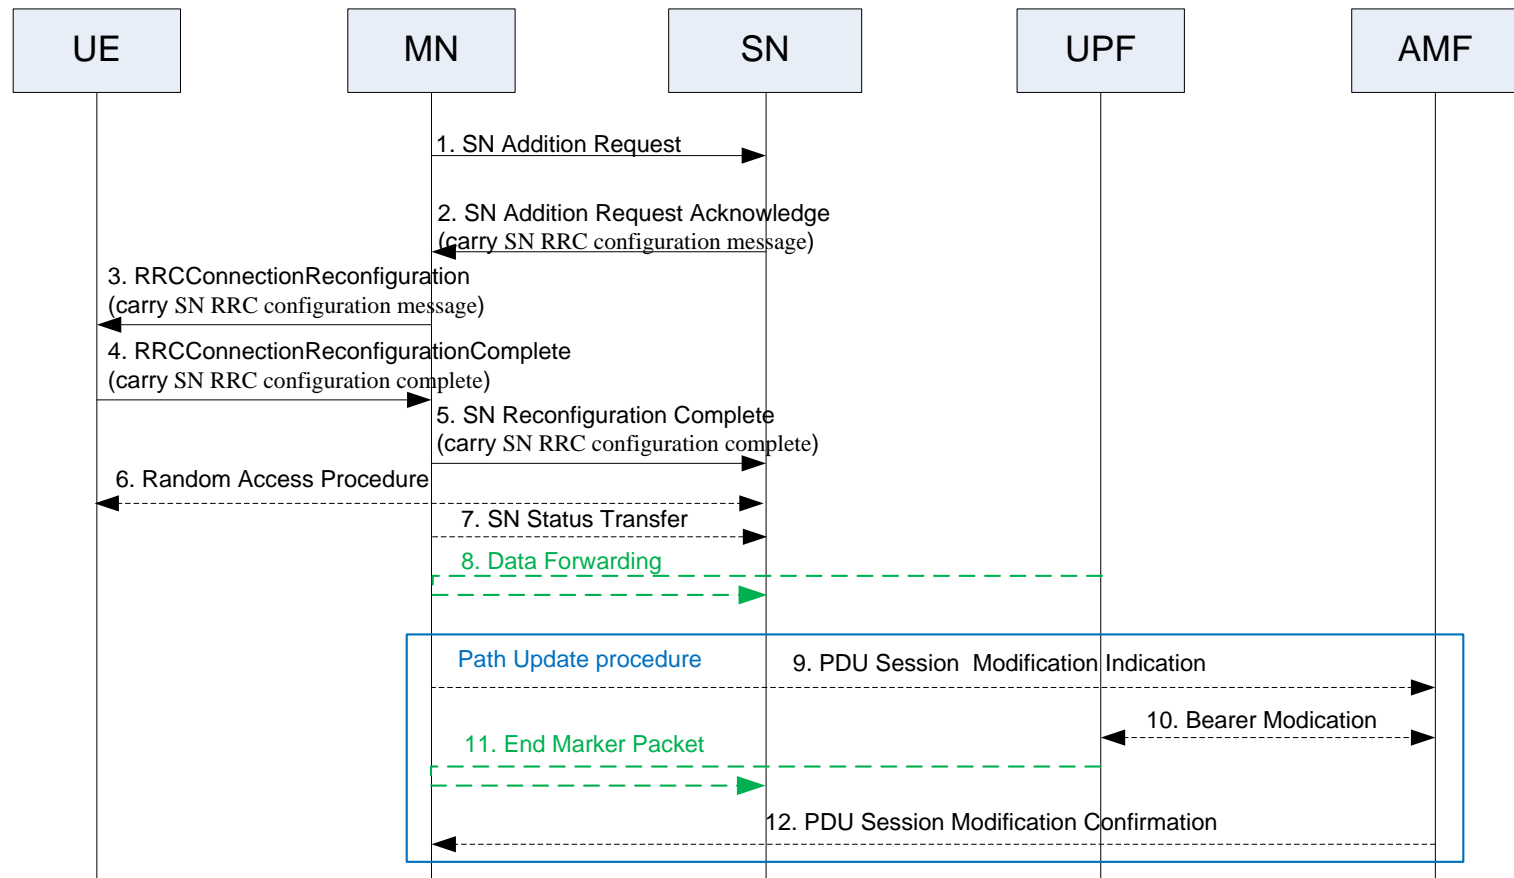 UE
MN
SN
UPF
AMF
1. SN Addition Request
2. SN Addition Request Acknowledge
(carry SN RRC configuration message)
3. RRCConnectionReconfiguration
(carry SN RRC configuration message)
4. RRCConnectionReconfigurationComplete
(carry SN RRC configuration complete)
5. SN Reconfiguration Complete
(carry SN RRC configuration complete)
6. Random Access Procedure
7. SN Status Transfer
8. Data Forwarding
Path Update procedure
9. PDU Session  Modification Indication
10. Bearer Modication
11. End Marker Packet
12. PDU Session Modification Confirmation